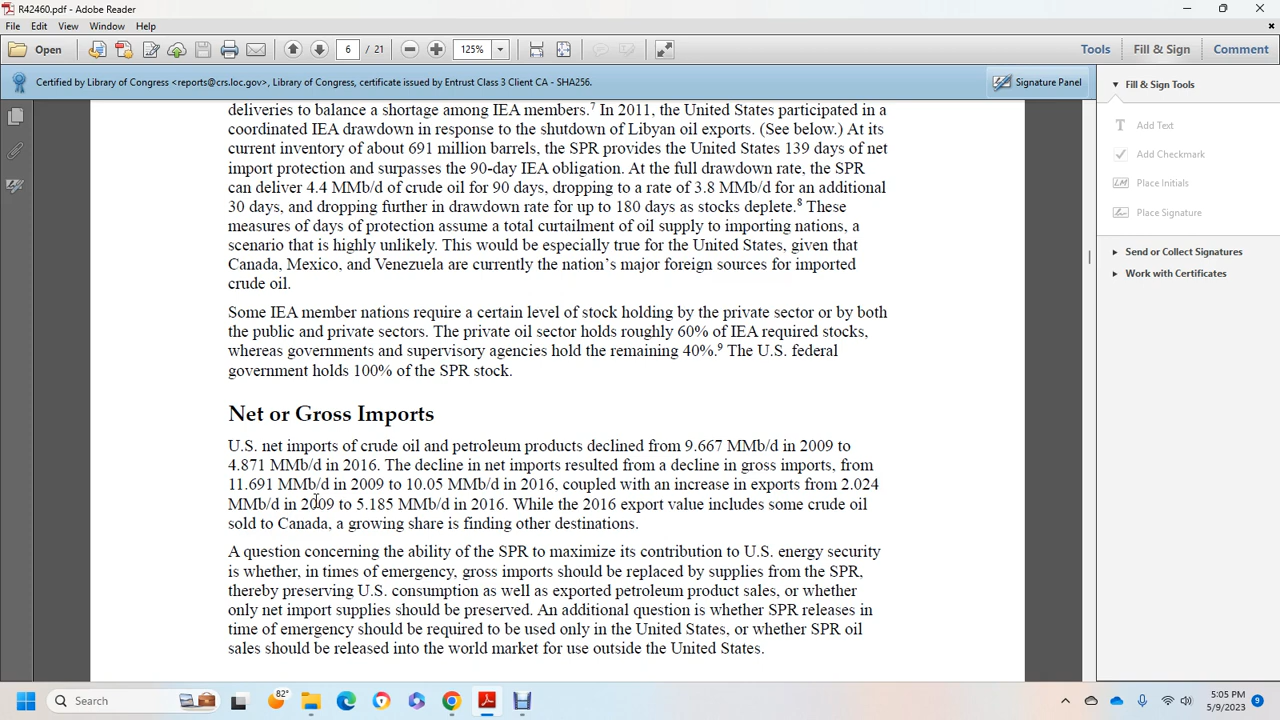 R42460.pdf - Adobe Reader
File Edit View Window Help
Open 6 / 21 125% Tools Fill & Sign Comment
Certified by Library of Congress <reports@crs.loc.gov>, Library of Congress, certificate issued by Entrust Class 3 Client CA - SHA256. Signature Panel
deliveries to balance a shortage among IEA members.7 In 2011, the United States participated in a
coordinated IEA drawdown in response to the shutdown of Libyan oil exports. (See below.) At its
current inventory of about 691 million barrels, the SPR provides the United States 139 days of net
import protection and surpasses the 90-day IEA obligation. At the full drawdown rate, the SPR
can deliver 4.4 MMb/d of crude oil for 90 days, dropping to a rate of 3.8 MMb/d for an additional
30 days, and dropping further in drawdown rate for up to 180 days as stocks deplete.8 These
measures of days of protection assume a total curtailment of oil supply to importing nations, a
scenario that is highly unlikely. This would be especially true for the United States, given that
Canada, Mexico, and Venezuela are currently the nation's major foreign sources for imported
crude oil.
Some IEA member nations require a certain level of stock holding by the private sector or by both
the public and private sectors. The private oil sector holds roughly 60% of IEA required stocks,
whereas governments and supervisory agencies hold the remaining 40%.9 The U.S. federal
government holds 100% of the SPR stock.
Net or Gross Imports
U.S. net imports of crude oil and petroleum products declined from 9.667 MMb/d in 2009 to
4.871 MMb/d in 2016. The decline in net imports resulted from a decline in gross imports, from
11.691 MMb/d in 2009 to 10.05 MMb/d in 2016, coupled with an increase in exports from 2.024
MMb/d in 2009 to 5.185 MMb/d in 2016. While the 2016 export value includes some crude oil
sold to Canada, a growing share is finding other destinations.
A question concerning the ability of the SPR to maximize its contribution to U.S. energy security
is whether, in times of emergency, gross imports should be replaced by supplies from the SPR,
thereby preserving U.S. consumption as well as exported petroleum product sales, or whether
only net import supplies should be preserved. An additional question is whether SPR releases in
time of emergency should be required to be used only in the United States, or whether SPR oil
sales should be released into the world market for use outside the United States.
Fill & Sign Tools
Add Text
Add Checkmark
Place Initials
Place Signature
Send or Collect Signatures
Work with Certificates
Search
82°
5:05 PM
5/9/2023
9